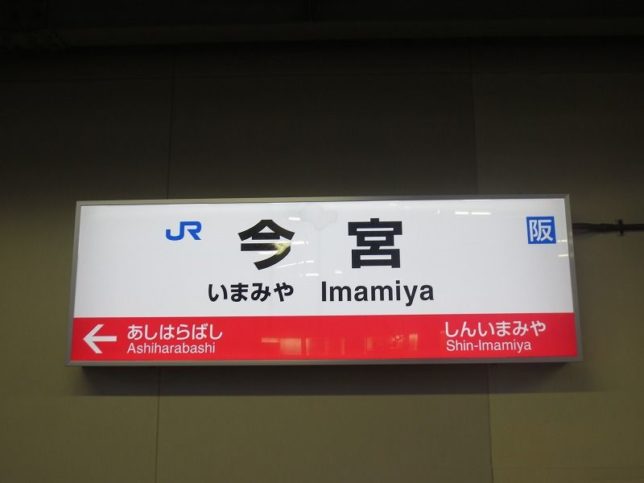 JR 今宮 阪
いまみや Imamiya
← あしはらばし しんいまみや
Ashiharabashi Shin-Imamiya